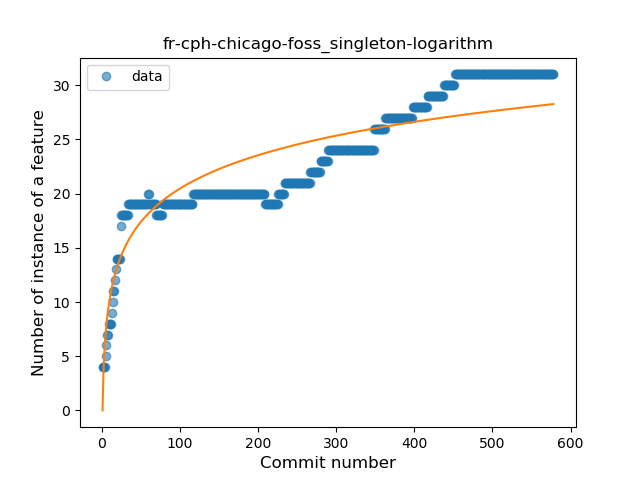 fr-cph-chicago-foss_singleton-logarithm
data
Number of instance of a feature
30
25
20
15
10
5
0
0 100 200 300 400 500 600
Commit number